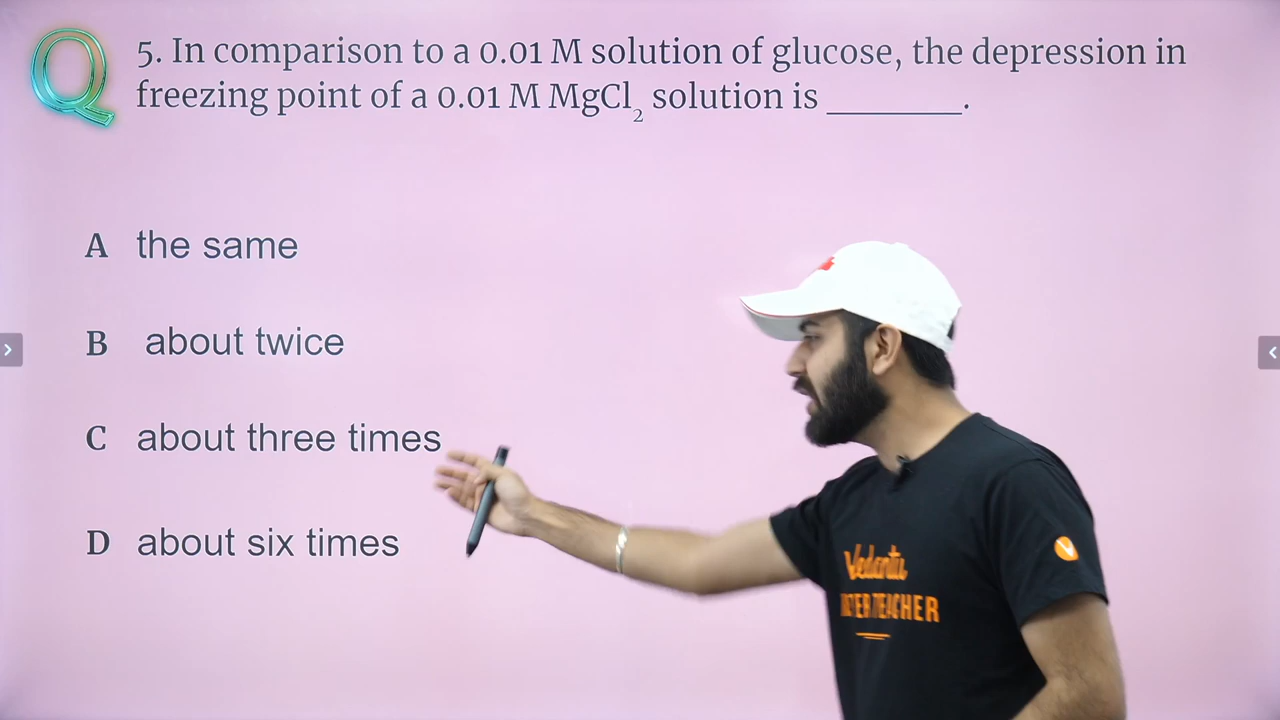 Q
5. In comparison to a 0.01 M solution of glucose, the depression in
freezing point of a 0.01 M MgCl₂ solution is ________.
A the same
B about twice
C about three times
D about six times
Vedantu
V